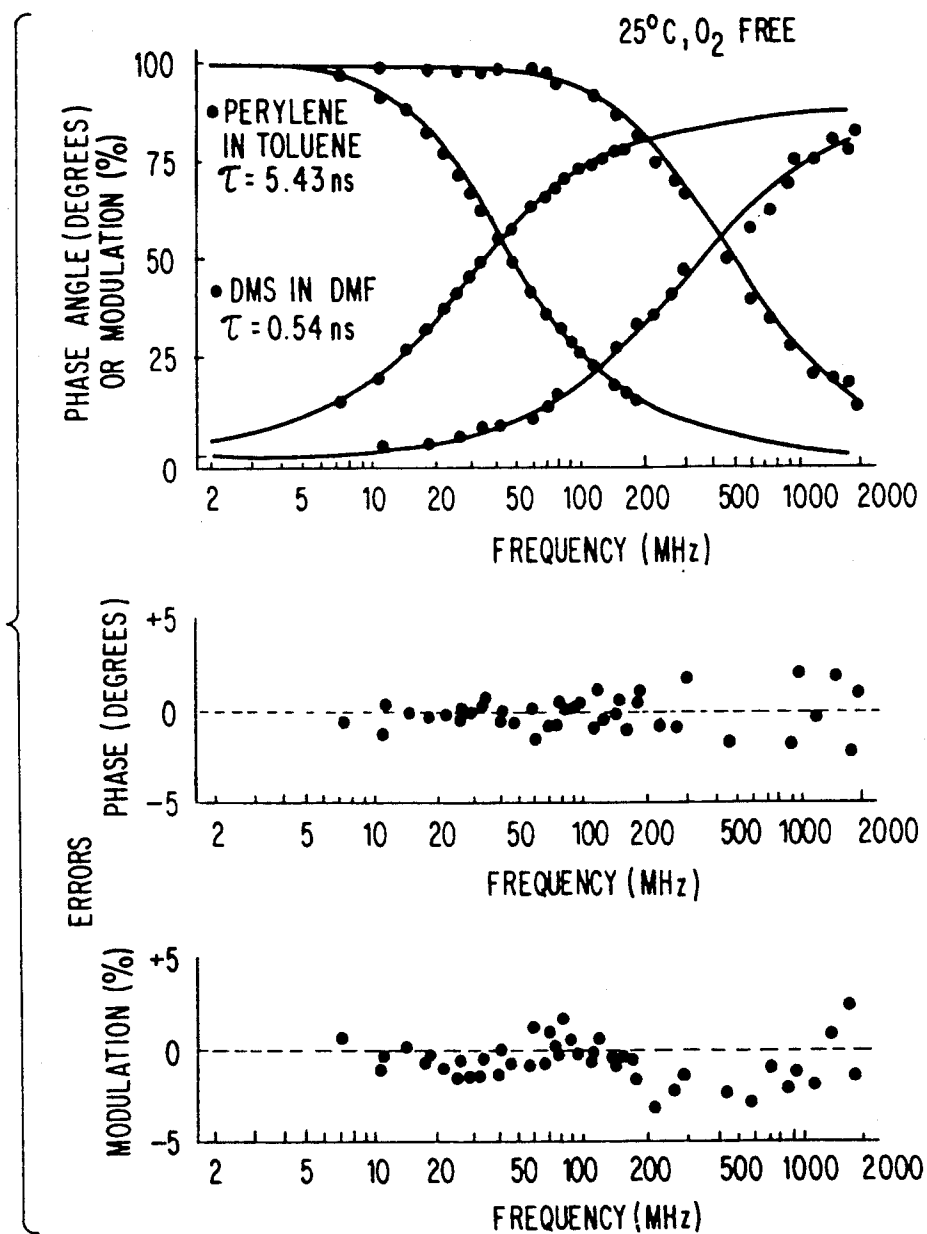 25°C, O2 FREE
PHASE ANGLE (DEGREES)
OR MODULATION (%)
100
75
50
25
0
● PERYLENE
IN TOLUENE
τ = 5.43 ns
● DMS IN DMF
τ = 0.54 ns
2 5 10 20 50 100 200 500 1000 2000
FREQUENCY (MHz)
ERRORS
PHASE (DEGREES)
+5
0
-5
2 5 10 20 50 100 200 500 1000 2000
FREQUENCY (MHz)
MODULATION (%)
+5
0
-5
2 5 10 20 50 100 200 500 1000 2000
FREQUENCY (MHz)